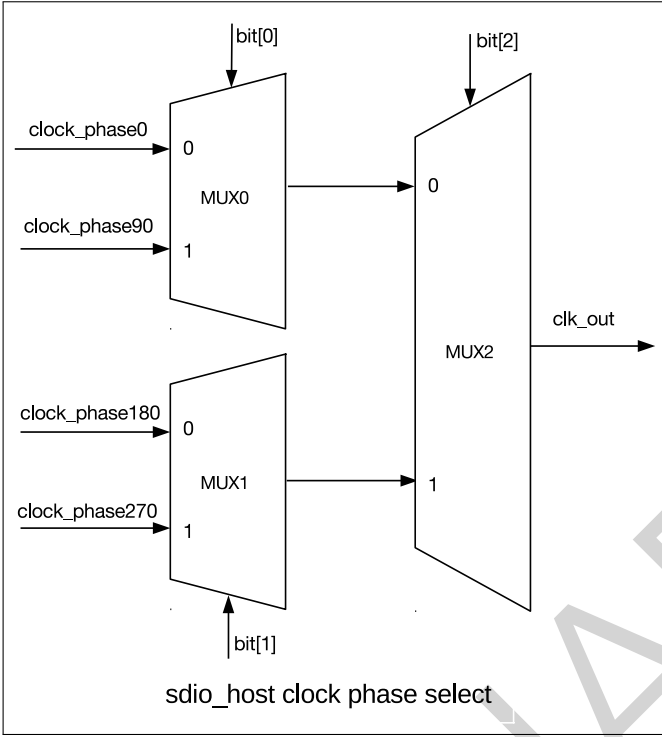 bit[0]
bit[2]
clock_phase0
0
clock_phase90
1
MUX0
0
clk_out
MUX2
clock_phase180
0
clock_phase270
1
MUX1
1
bit[1]
sdio_host clock phase select